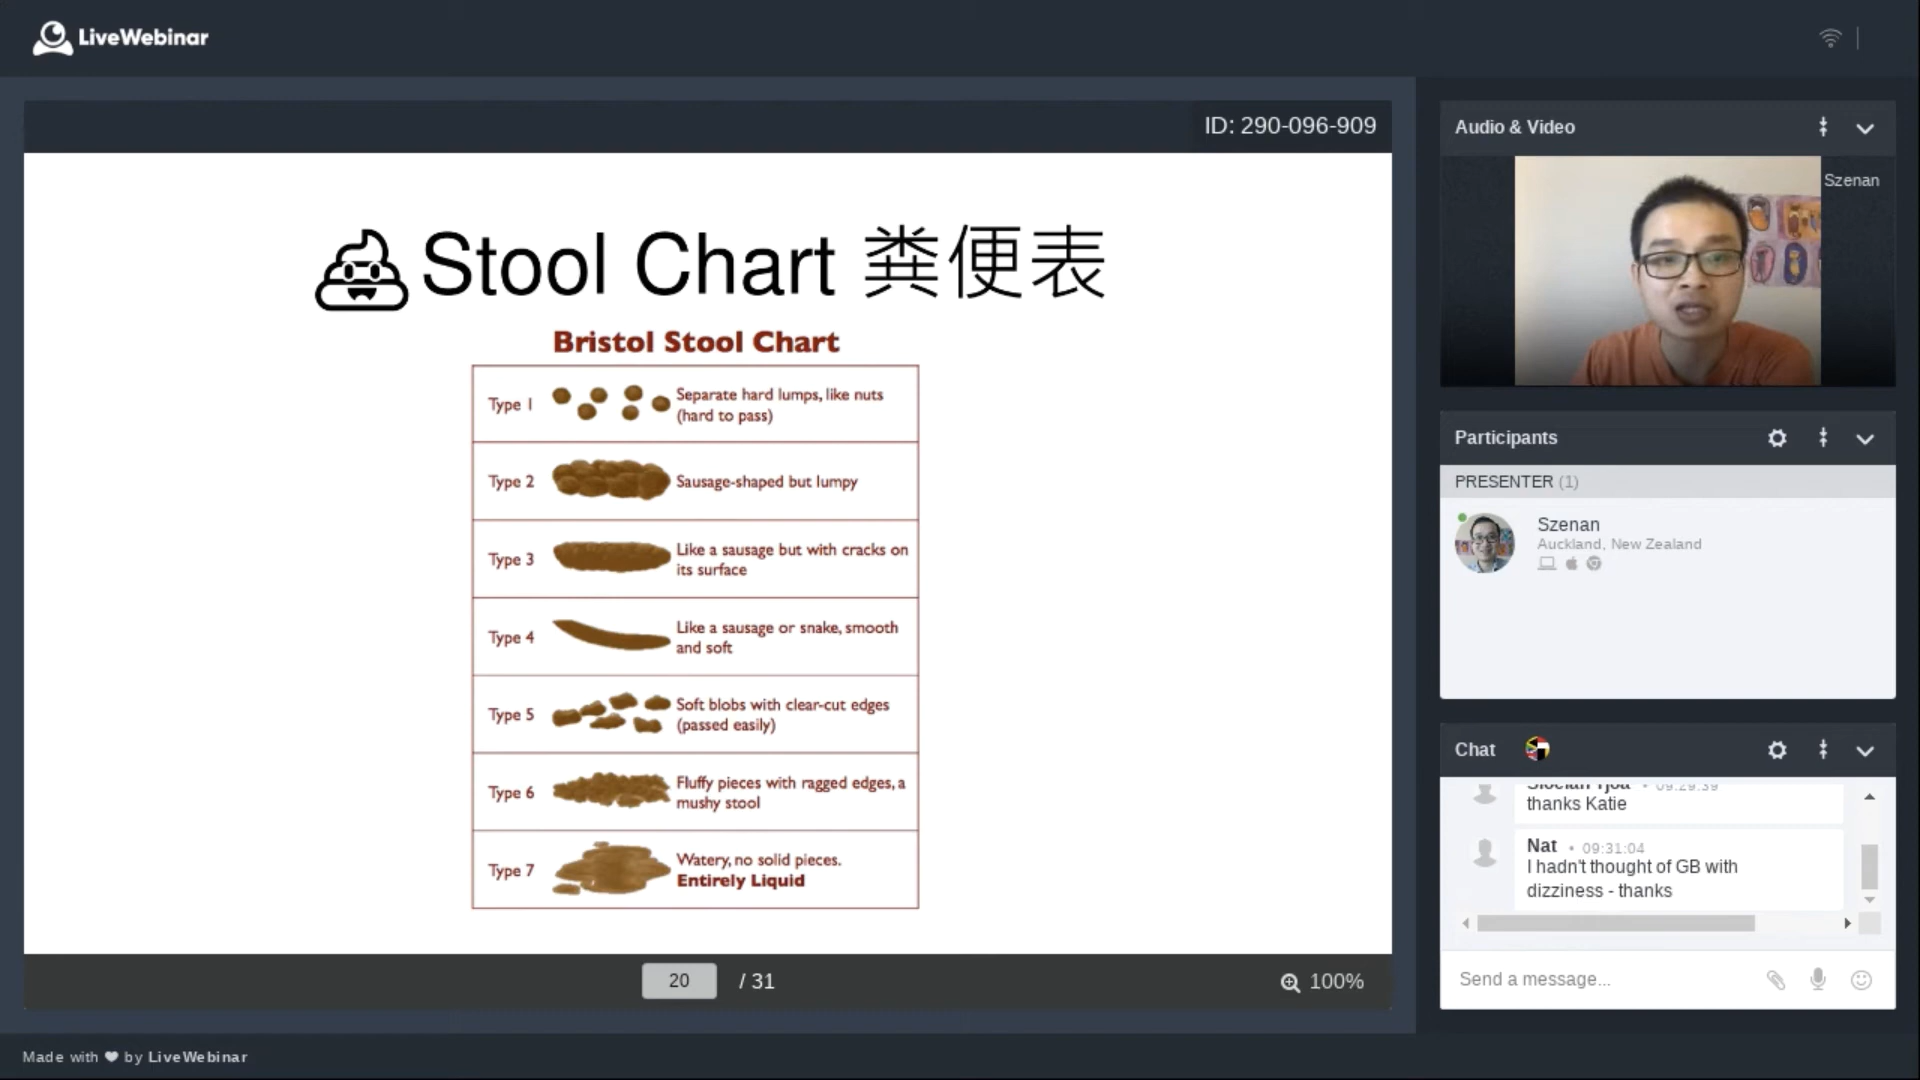 LiveWebinar
ID: 290-096-909
Stool Chart 粪便表
Bristol Stool Chart
Type 1
Separate hard lumps, like nuts
(hard to pass)
Type 2
Sausage-shaped but lumpy
Type 3
Like a sausage but with cracks on
its surface
Type 4
Like a sausage or snake, smooth
and soft
Type 5
Soft blobs with clear-cut edges
(passed easily)
Type 6
Fluffy pieces with ragged edges, a
mushy stool
Type 7
Watery, no solid pieces.
Entirely Liquid
20 / 31
100%
Made with ❤ by LiveWebinar
Audio & Video
Szenan
Participants
PRESENTER (1)
Szenan
Auckland, New Zealand
Chat
09:29:39
thanks Katie
Nat • 09:31:04
I hadn't thought of GB with
dizziness - thanks
Send a message...